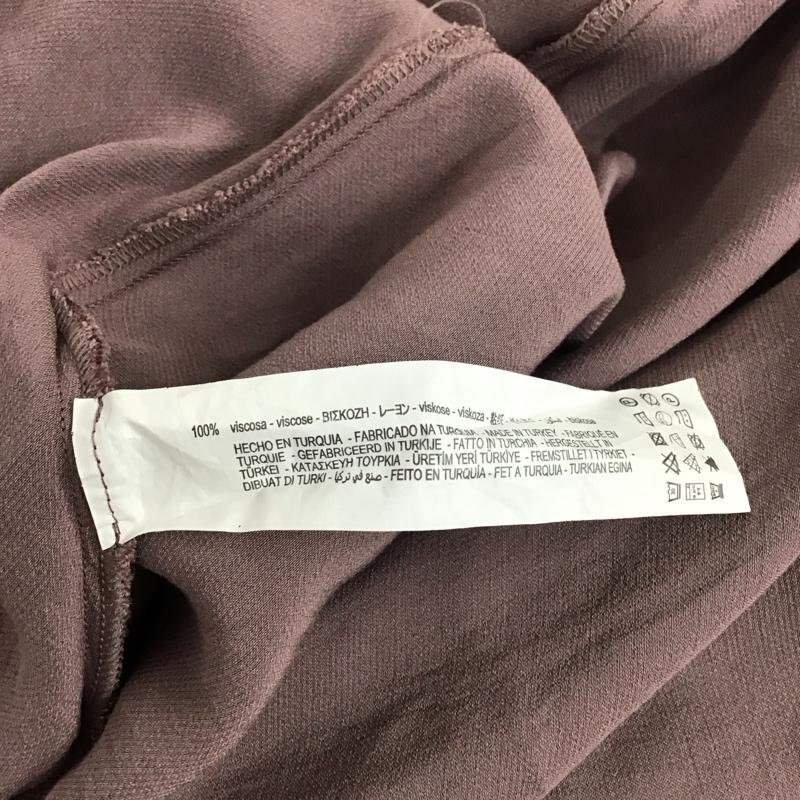 100% viscosa - viscose - ΒΙΣΚΟΖΗ - レーヨン - viskose - viskoza - - viskose
HECHO EN TURQUIA - FABRICADO NA TURQUIA - MADE IN TURKEY - FABRIQUÉ EN
TURQUIE - GEFABRICEERD IN TURKIJE - FATTO IN TURCHIA - HERGESTELLT IN
TÜRKEI - ΚΑΤΑΣΚΕΥΗ ΤΟΥΡΚΙΑ - ÜRETİM YERİ TÜRKİYE - FREMSTILLET I TYRKIET -
DIBUAT DI TURKI - صنع في تركيا - FEITO EN TURQUÍA - FET A TURQUIA - TURKIAN EGINA